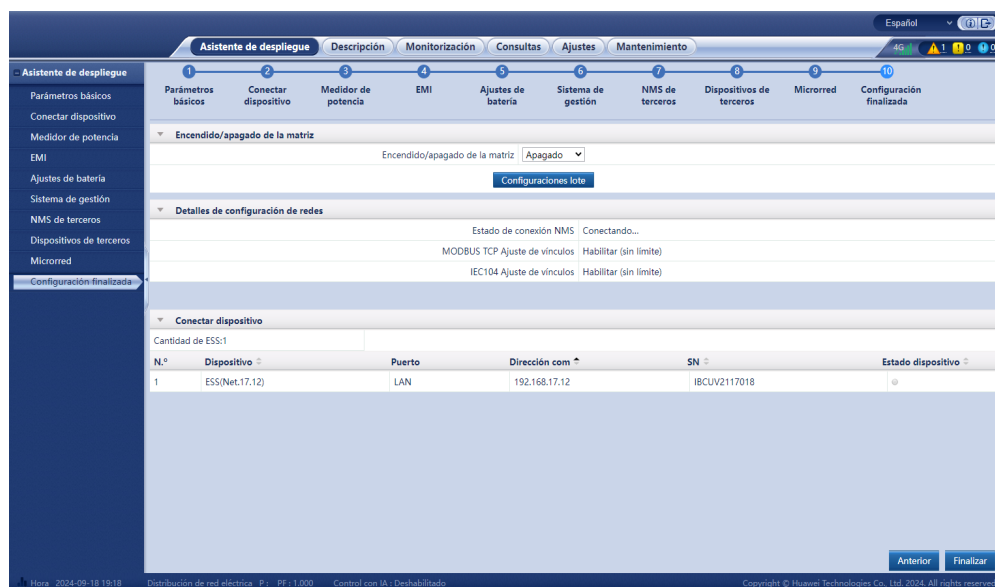 Español
Asistente de despliegue Descripción Monitorización Consultas Ajustes Mantenimiento
4G 1 0 0
Asistente de despliegue
Parámetros básicos
Conectar dispositivo
Medidor de potencia
EMI
Ajustes de batería
Sistema de gestión
NMS de terceros
Dispositivos de terceros
Microrred
Configuración finalizada
1 2 3 4 5 6 7 8 9 10
Parámetros básicos
Conectar dispositivo
Medidor de potencia
EMI
Ajustes de batería
Sistema de gestión
NMS de terceros
Dispositivos de terceros
Microrred
Configuración finalizada
Encendido/apagado de la matriz
Encendido/apagado de la matriz Apagado
Configuraciones lote
Detalles de configuración de redes
Estado de conexión NMS Conectando...
MODBUS TCP Ajuste de vínculos Habilitar (sin límite)
IEC104 Ajuste de vínculos Habilitar (sin límite)
Conectar dispositivo
Cantidad de ESS:1
N.º Dispositivo Puerto Dirección com SN Estado dispositivo
1 ESS(Net.17.12) LAN 192.168.17.12 IBCUV2117018
Anterior Finalizar
Hora 2024-09-18 19:18 Distribución de red eléctrica P : PF : 1.000 Control con IA : Deshabilitado Copyright © Huawei Technologies Co., Ltd. 2024. All rights reserved